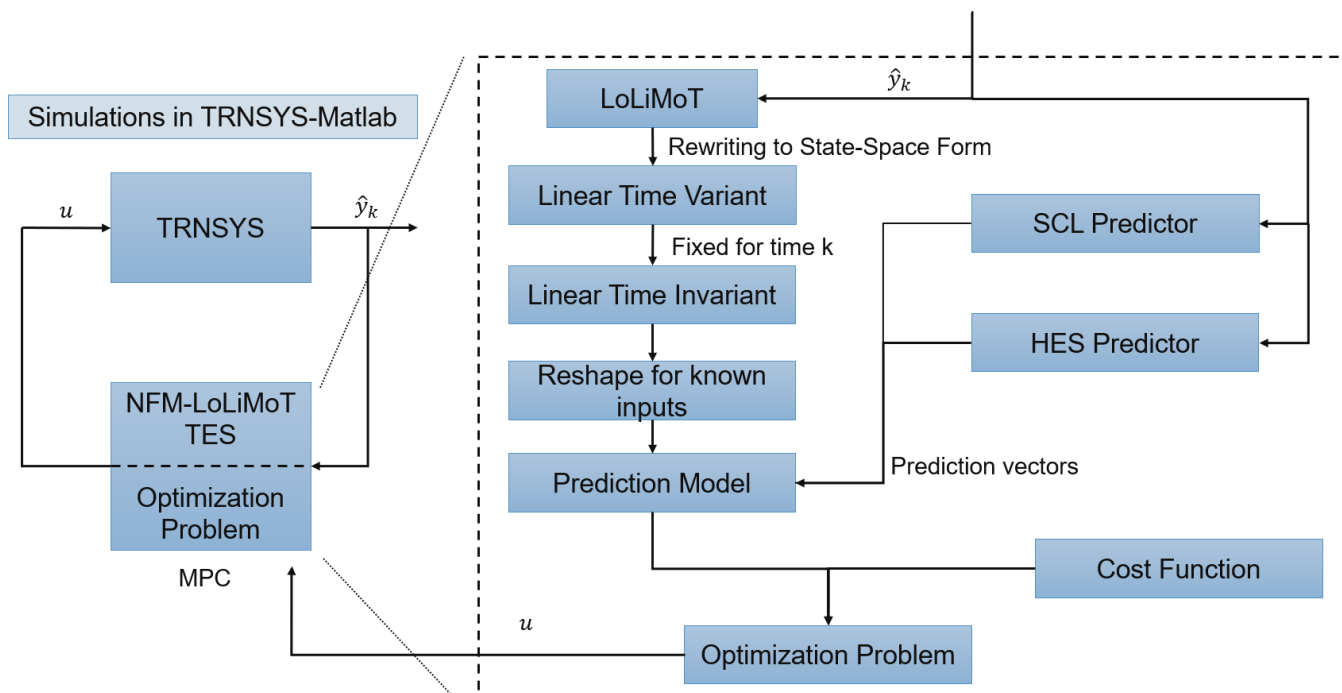 Simulations in TRNSYS-Matlab
u
TRNSYS
ŷₖ
NFM-LoLiMoT
TES
Optimization
Problem
MPC
LoLiMoT
ŷₖ
Rewriting to State-Space Form
Linear Time Variant
Fixed for time k
Linear Time Invariant
Reshape for known
inputs
Prediction Model
SCL Predictor
HES Predictor
Prediction vectors
Cost Function
Optimization Problem
u